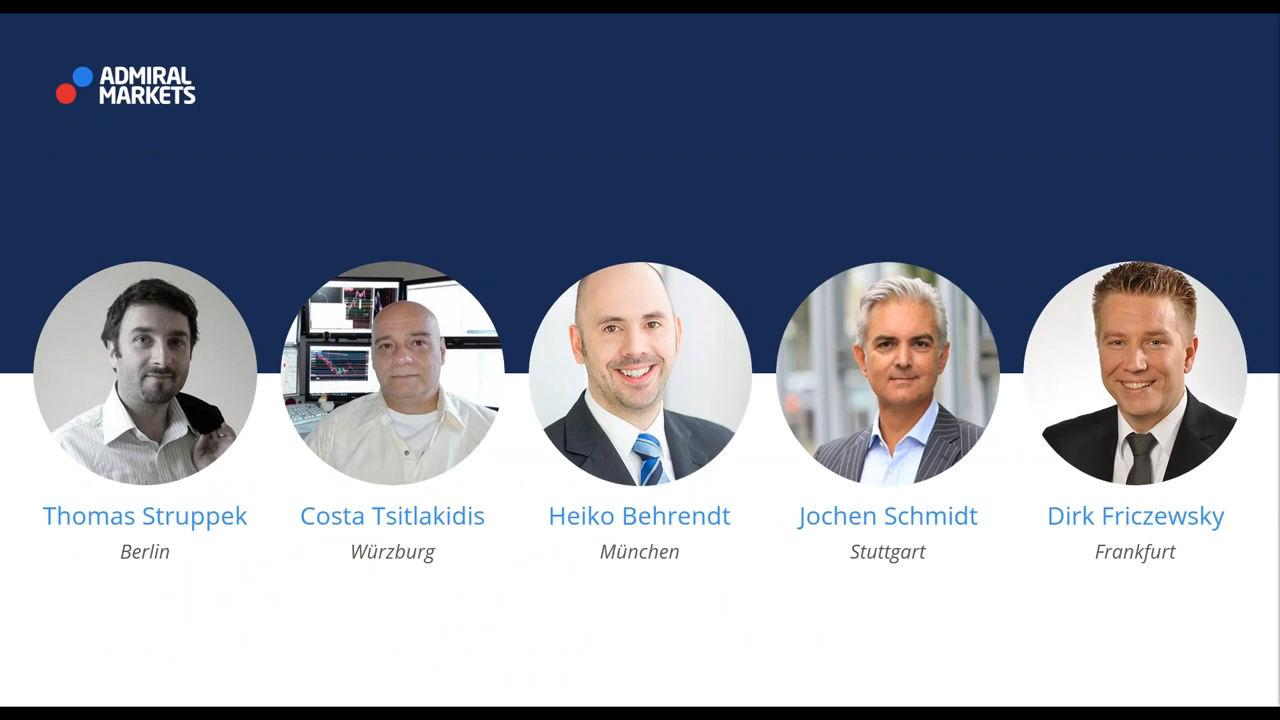 ADMIRAL
MARKETS
Thomas Struppek
Berlin
Costa Tsitlakidis
Würzburg
Heiko Behrendt
München
Jochen Schmidt
Stuttgart
Dirk Friczewsky
Frankfurt